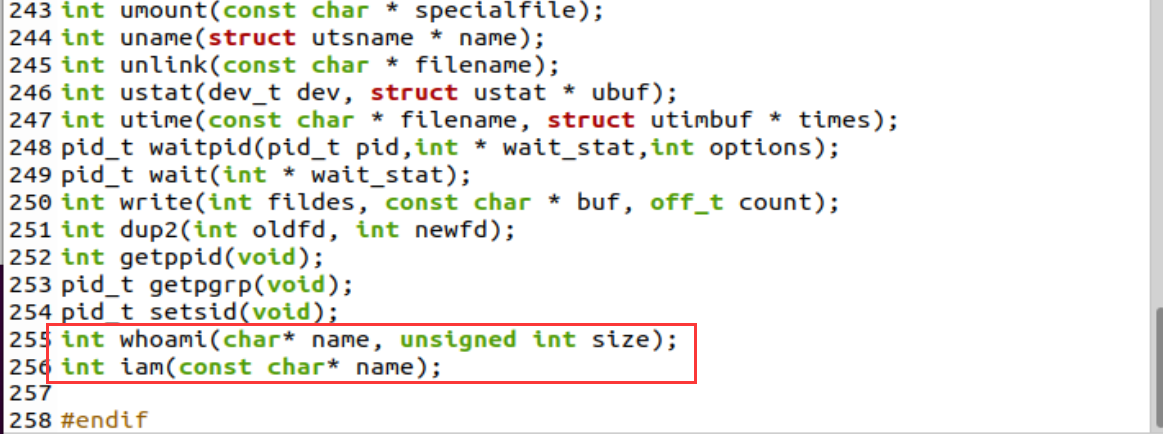 243 int umount(const char * specialfile);
244 int uname(struct utsname * name);
245 int unlink(const char * filename);
246 int ustat(dev_t dev, struct ustat * ubuf);
247 int utime(const char * filename, struct utimbuf * times);
248 pid_t waitpid(pid_t pid,int * wait_stat,int options);
249 pid_t wait(int * wait_stat);
250 int write(int fildes, const char * buf, off_t count);
251 int dup2(int oldfd, int newfd);
252 int getppid(void);
253 pid_t getpgrp(void);
254 pid_t setsid(void);
255 int whoami(char* name, unsigned int size);
256 int iam(const char* name);
257
258 #endif